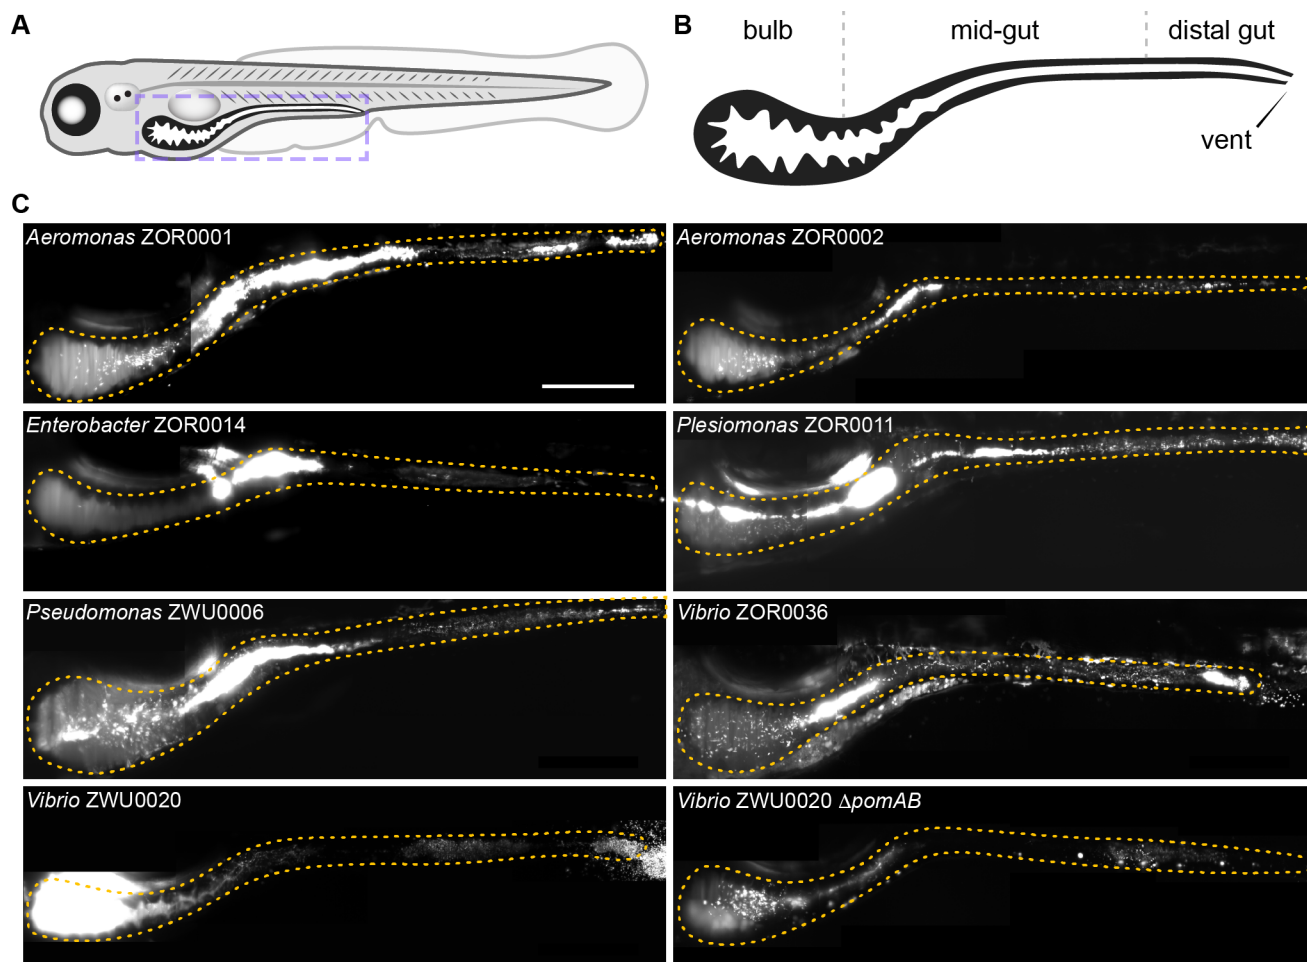 A
B
bulb
mid-gut
distal gut
vent
C
Aeromonas ZOR0001
Aeromonas ZOR0002
Enterobacter ZOR0014
Plesiomonas ZOR0011
Pseudomonas ZWU0006
Vibrio ZOR0036
Vibrio ZWU0020
Vibrio ZWU0020 ΔpomAB